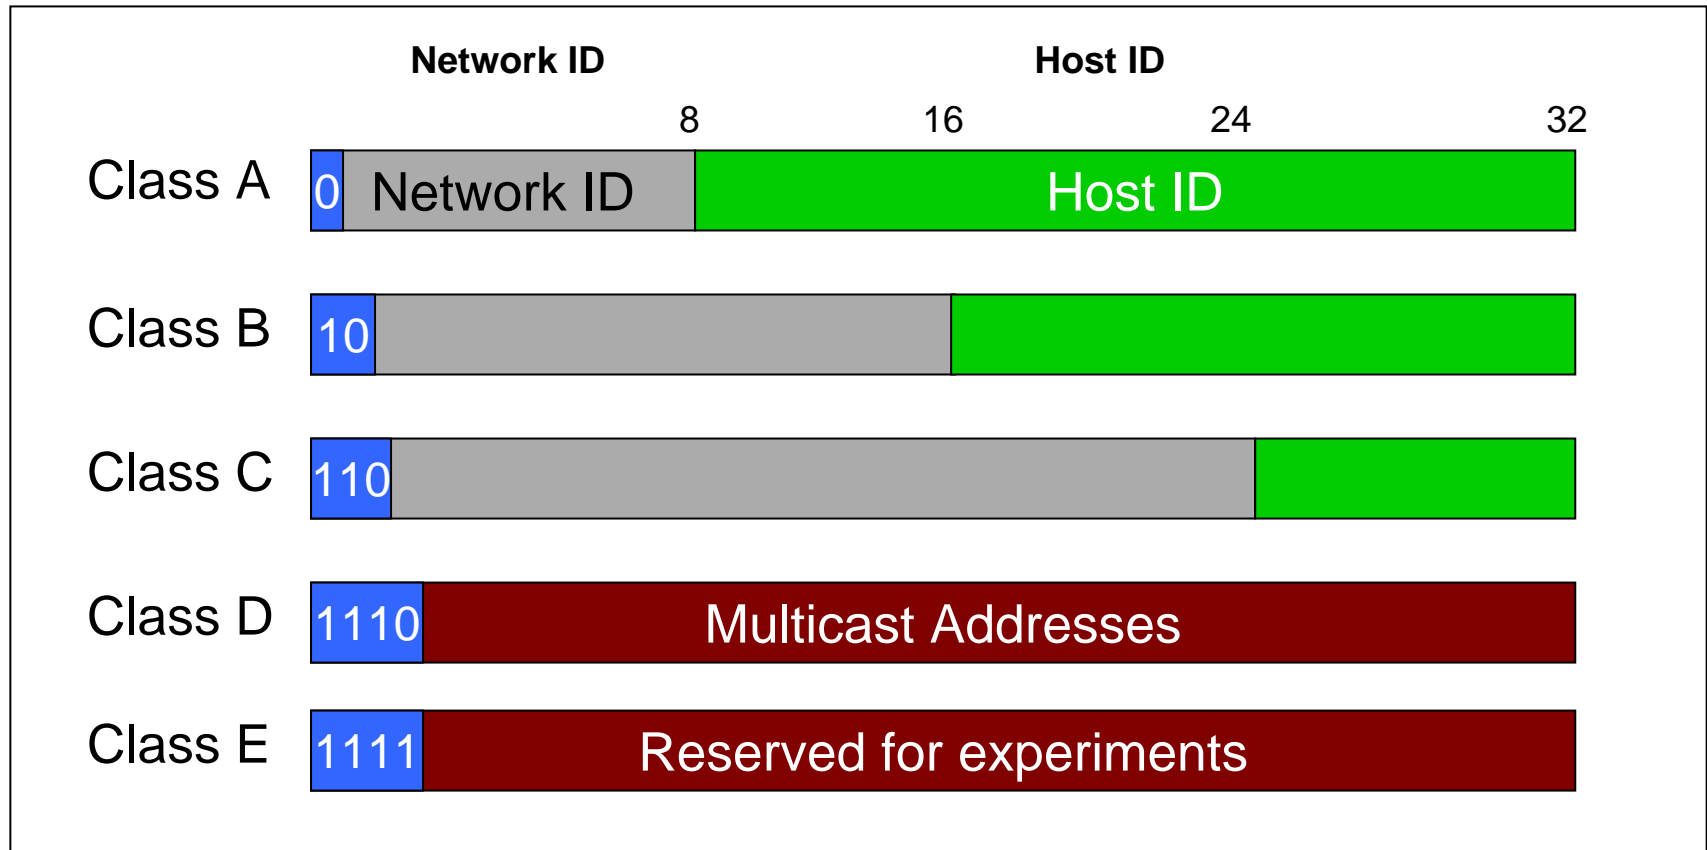 Network ID Host ID
8 16 24 32
Class A 0 Network ID Host ID
Class B 10
Class C 110
Class D 1110 Multicast Addresses
Class E 1111 Reserved for experiments